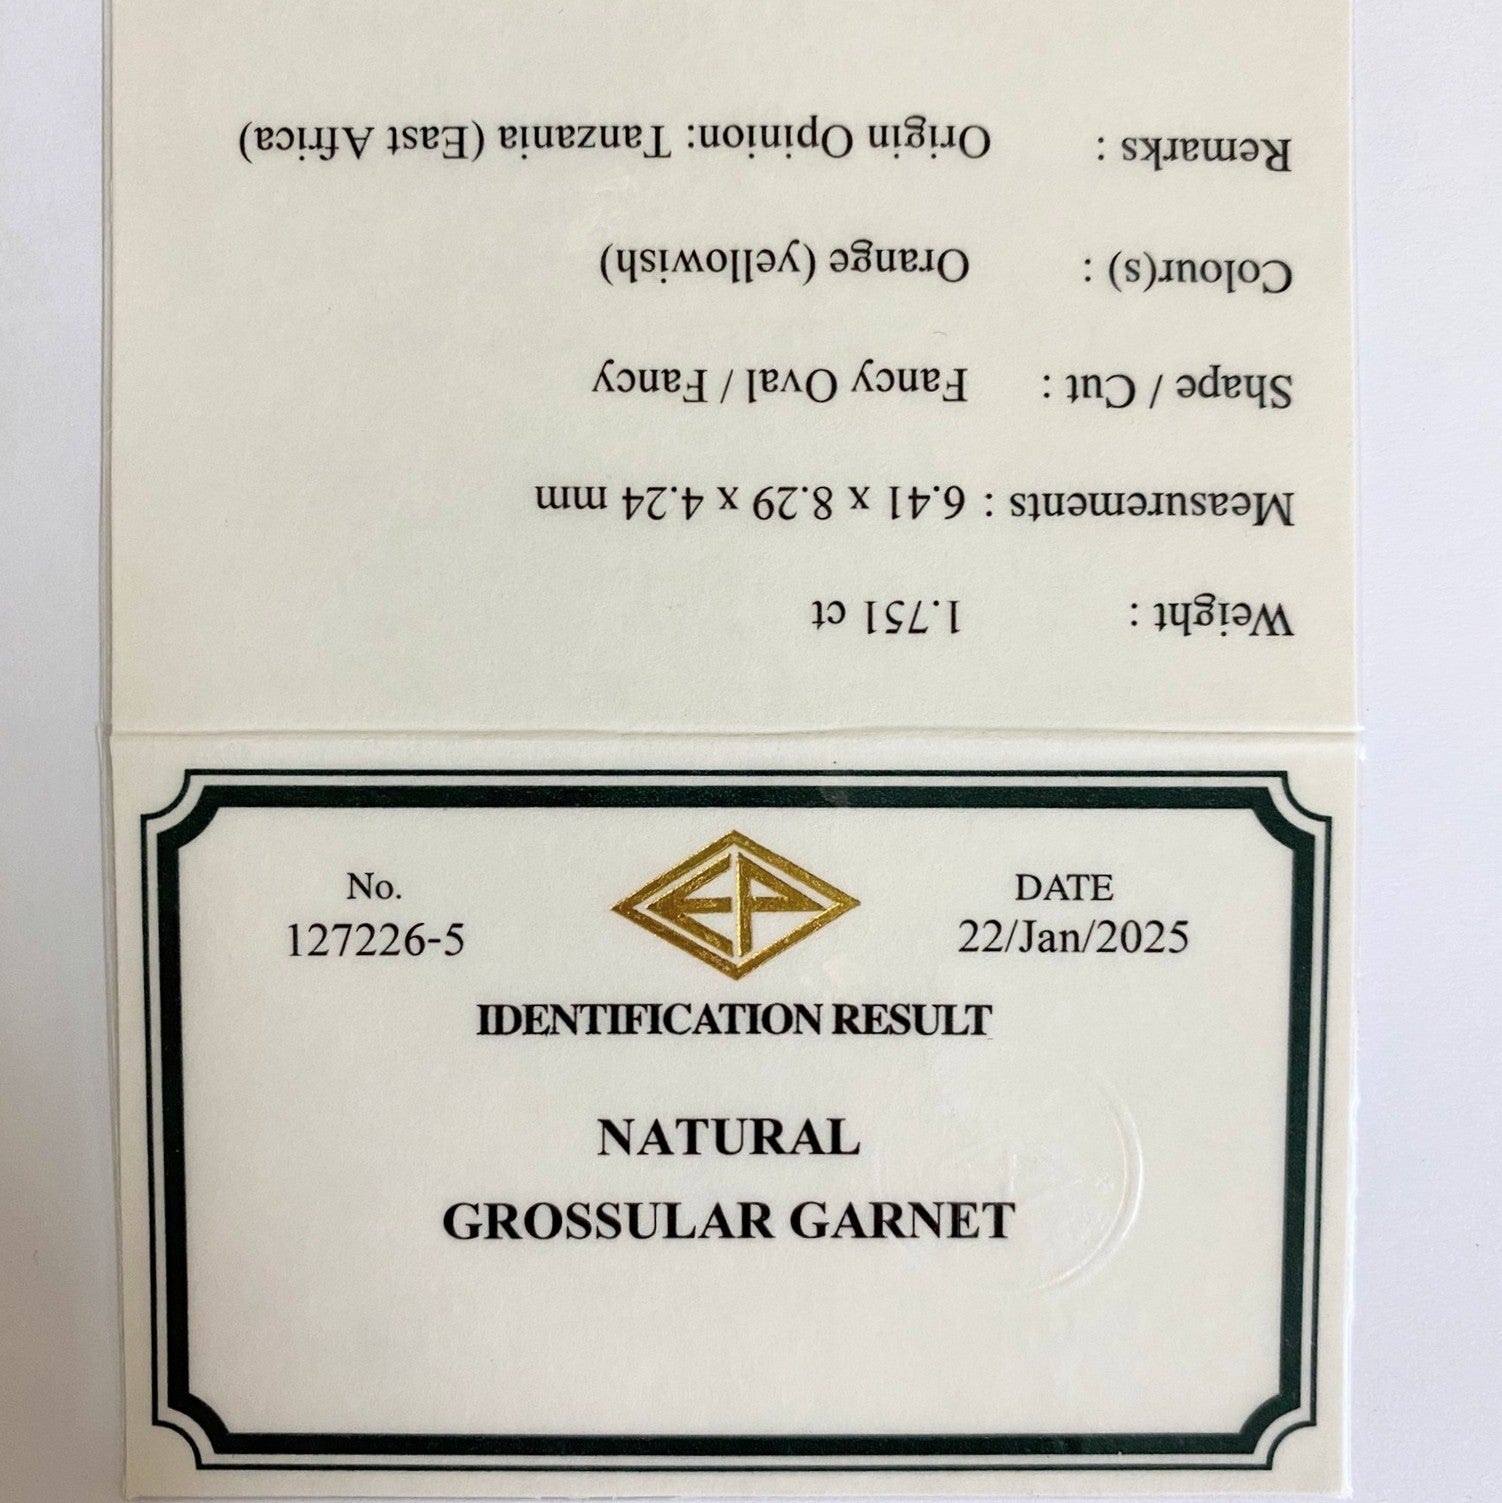 Weight : 1.751 ct
Measurements : 6.41 x 8.29 x 4.24 mm
Shape / Cut : Fancy Oval / Fancy
Colour(s) : Orange (yellowish)
Remarks : Origin Opinion: Tanzania (East Africa)
No.
127226-5
EP
DATE
22/Jan/2025
IDENTIFICATION RESULT
NATURAL
GROSSULAR GARNET